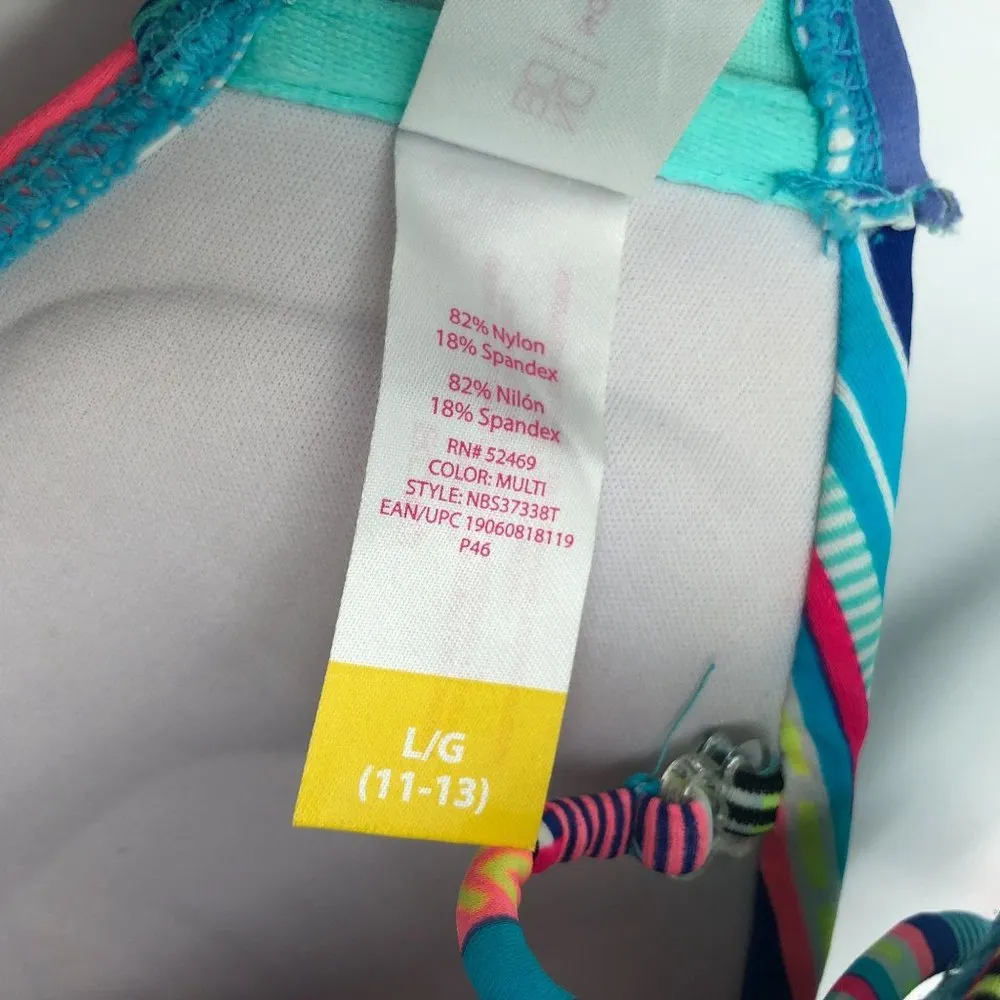 82% Nylon
18% Spandex
82% Nilón
18% Spandex
RN# 52469
COLOR: MULTI
STYLE: NBS37338T
EAN/UPC 19060818119
P46
L/G
(11-13)